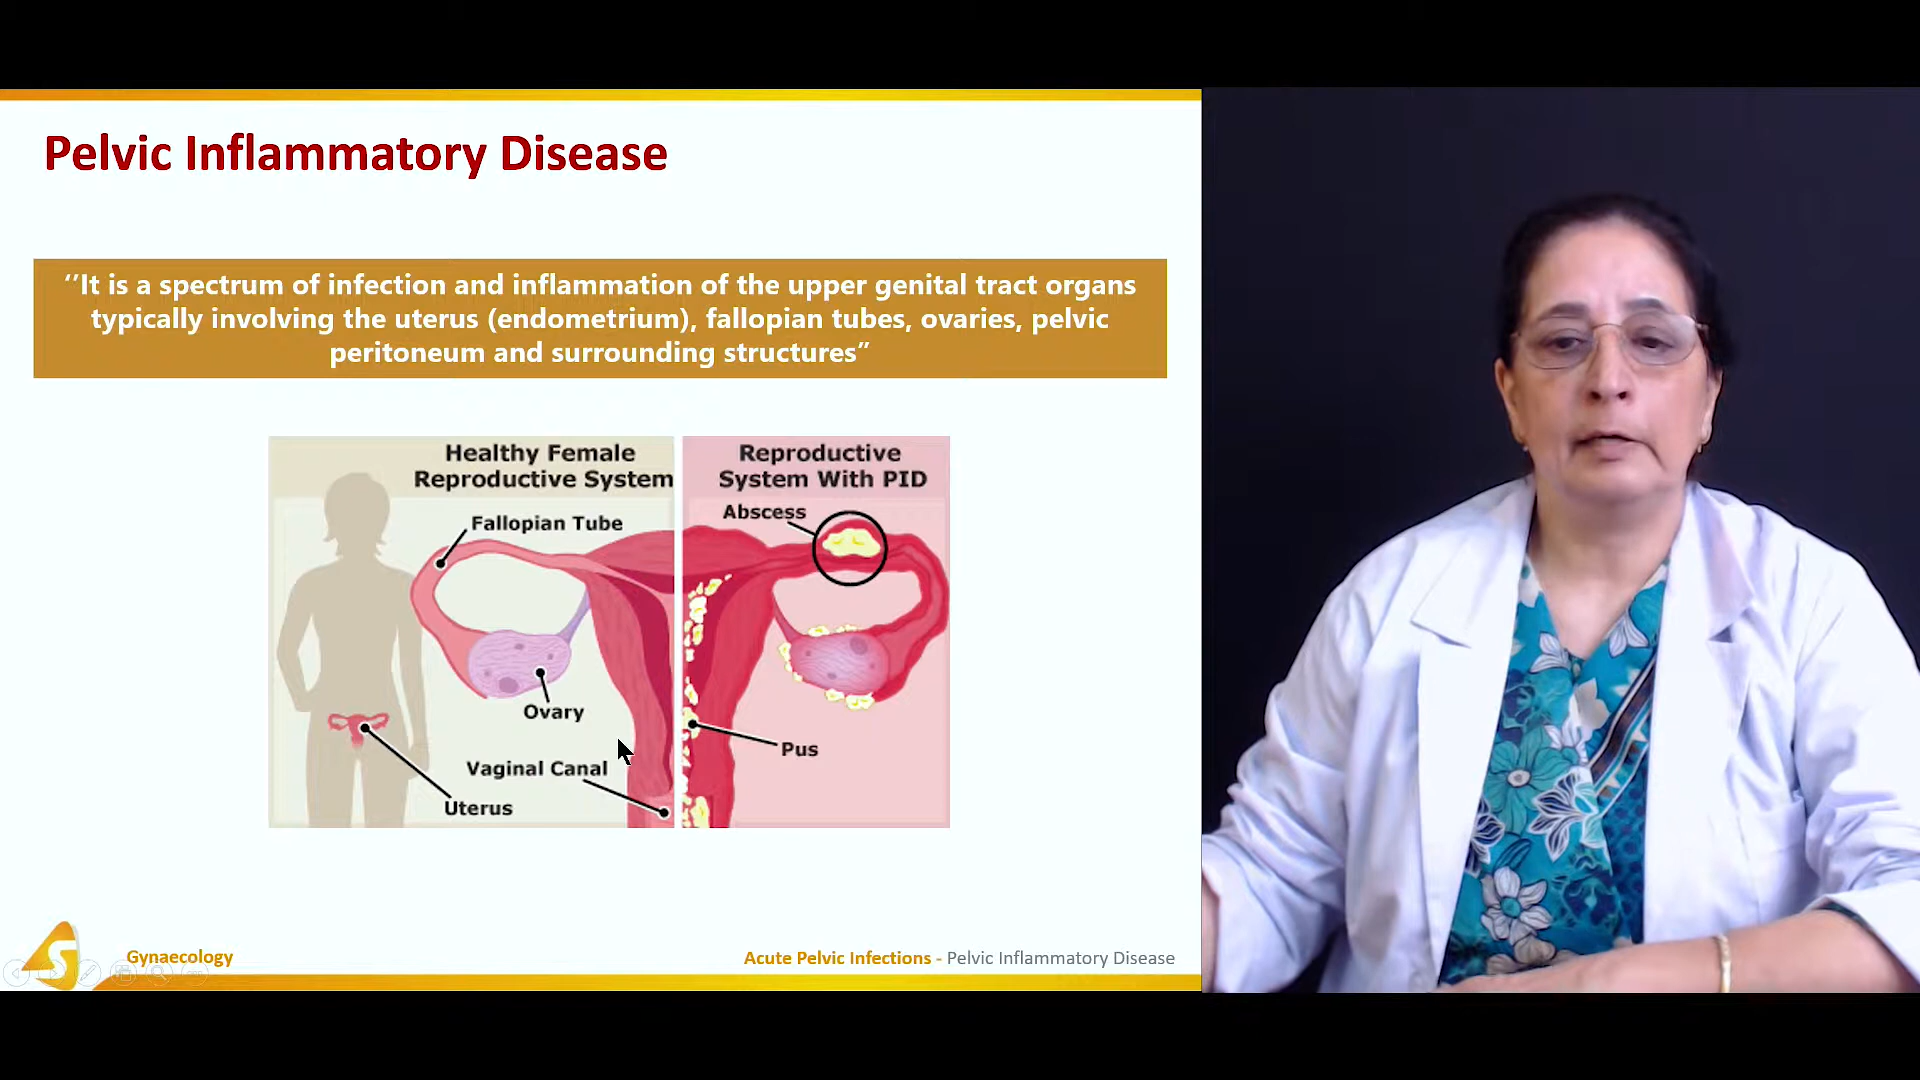 Pelvic Inflammatory Disease
‘‘It is a spectrum of infection and inflammation of the upper genital tract organs
typically involving the uterus (endometrium), fallopian tubes, ovaries, pelvic
peritoneum and surrounding structures”
Healthy Female
Reproductive System
Fallopian Tube
Ovary
Vaginal Canal
Uterus
Reproductive
System With PID
Abscess
Pus
S
Gynaecology
Acute Pelvic Infections - Pelvic Inflammatory Disease